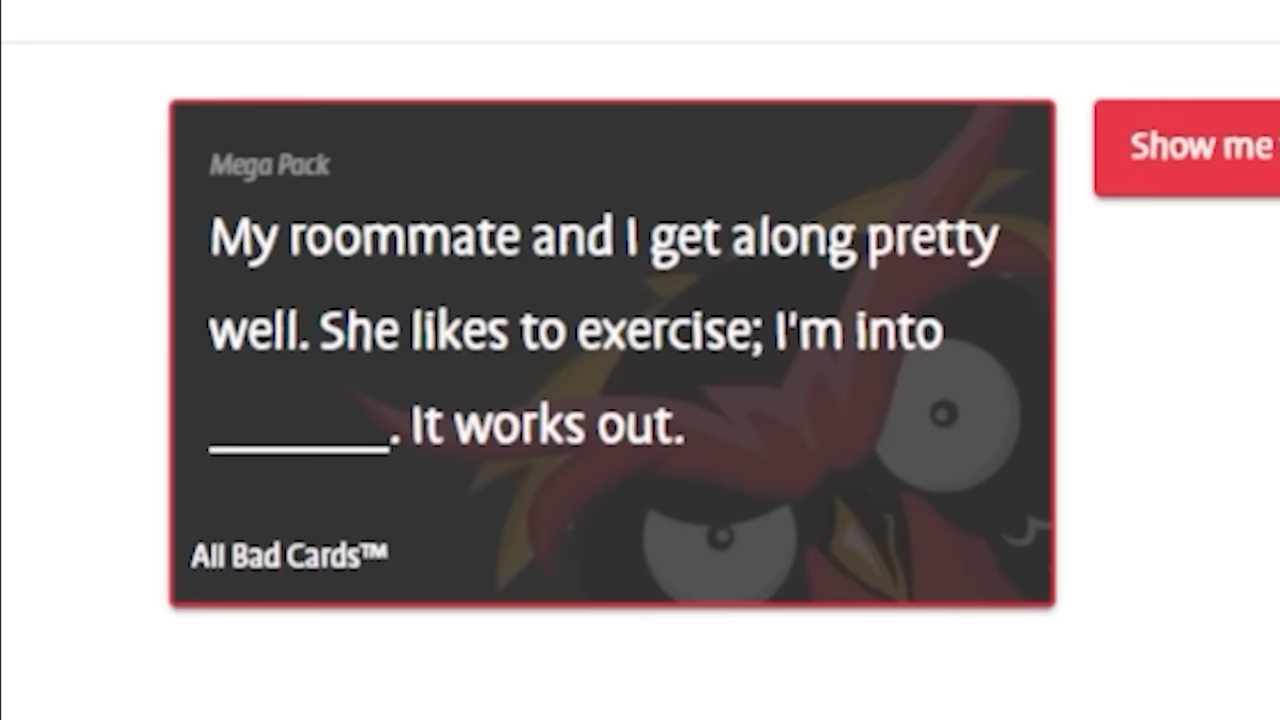 Mega Pack
Show me
My roommate and I get along pretty
well. She likes to exercise; I'm into
________. It works out.
All Bad Cards™